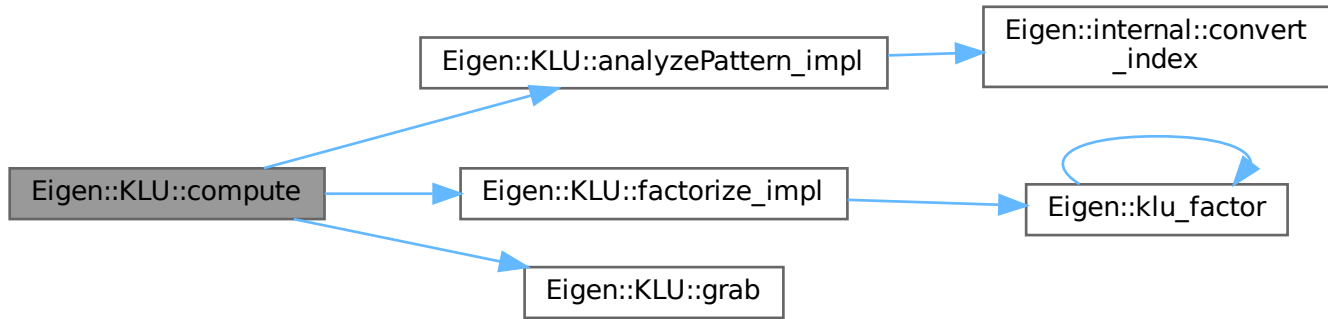 Eigen::KLU::compute
Eigen::KLU::analyzePattern_impl
Eigen::internal::convert
_index
Eigen::KLU::factorize_impl
Eigen::klu_factor
Eigen::KLU::grab